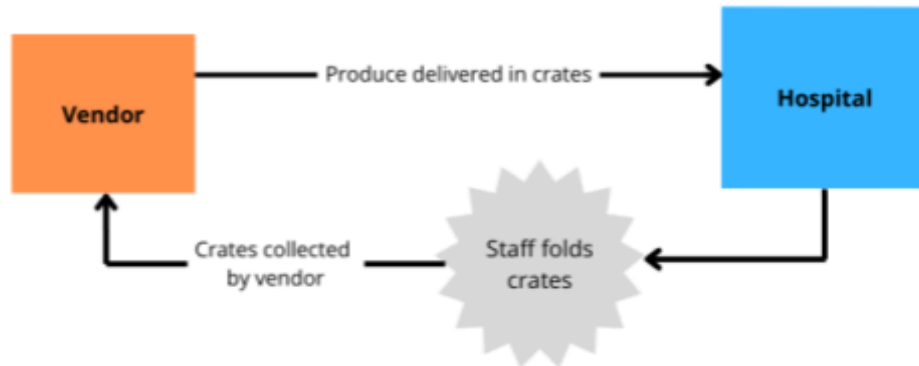 Vendor
Produce delivered in crates
Hospital
Staff folds
crates
Crates collected
by vendor